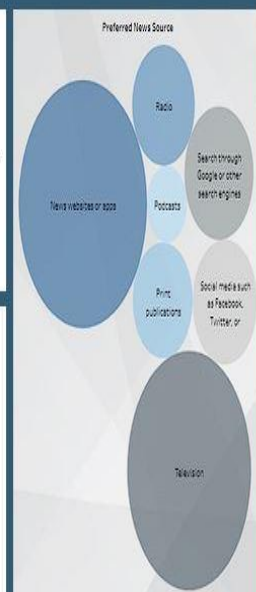 Preferred News Source
Radio
News websites or apps
Search through
Google or other
search engines
Podcasts
Print
publications
Social media such
as Facebook,
Twitter, or
Television